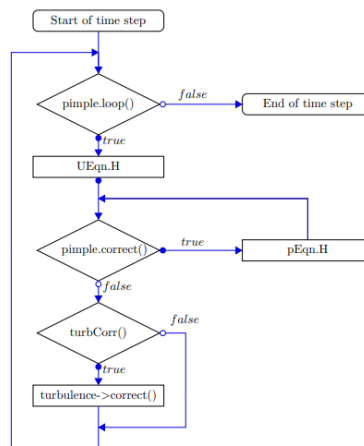 Start of time step
pimple.loop()
false
End of time step
true
UEqn.H
pimple.correct()
true
pEqn.H
false
turbCorr()
false
true
turbulence->correct()